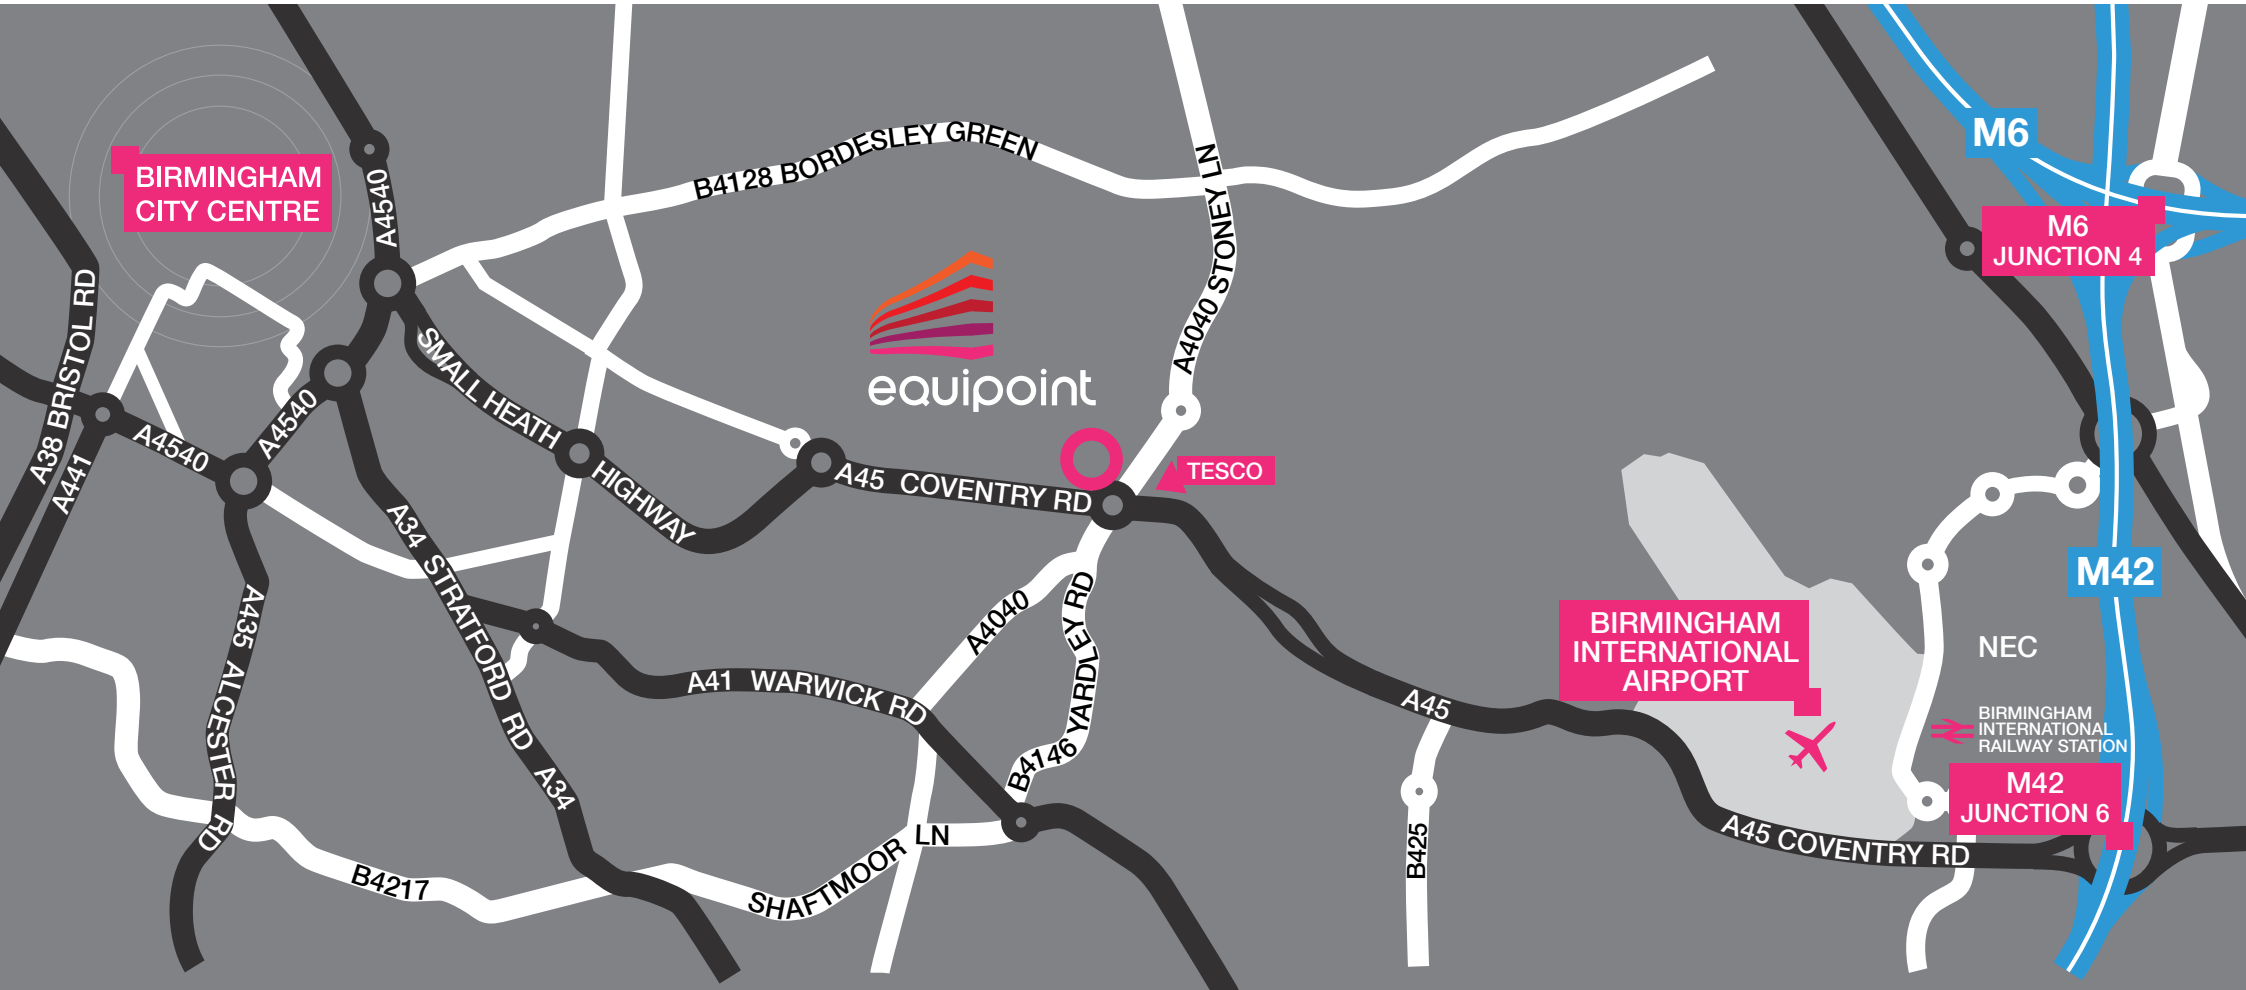 M6
B4128 BORDESLEY GREEN
BIRMINGHAM
CITY CENTRE
A4540
A4040 STONEY LN
M6
JUNCTION 4
A38 BRISTOL RD
SMALL HEATH
HIGHWAY
equipoint
A4540
A4540
A441
A45 COVENTRY RD
TESCO
A34 STRATFORD RD
A34
M42
A435 ALCESTER RD
A4040
B4146 YARDLEY RD
BIRMINGHAM
INTERNATIONAL
AIRPORT
NEC
A41 WARWICK RD
A45
BIRMINGHAM
INTERNATIONAL
RAILWAY STATION
M42
JUNCTION 6
A45 COVENTRY RD
B425
SHAFTMOOR LN
B4217